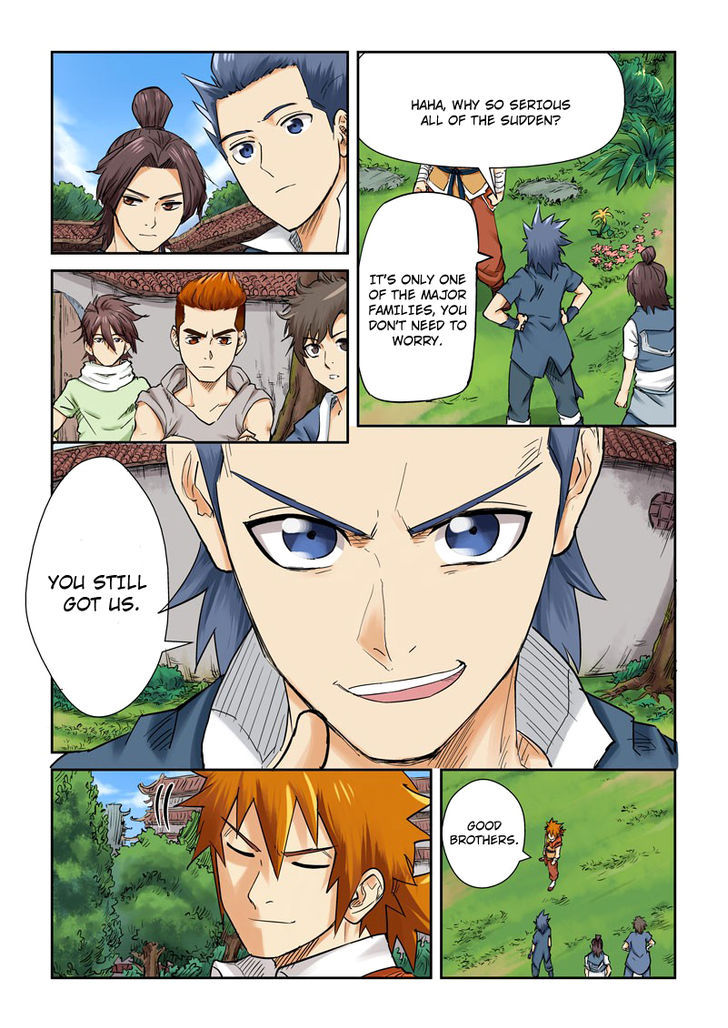 HAHA, WHY SO SERIOUS
ALL OF THE SUDDEN?
IT'S ONLY ONE
OF THE MAJOR
FAMILIES, YOU
DON'T NEED TO
WORRY.
YOU STILL
GOT US.
GOOD
BROTHERS.